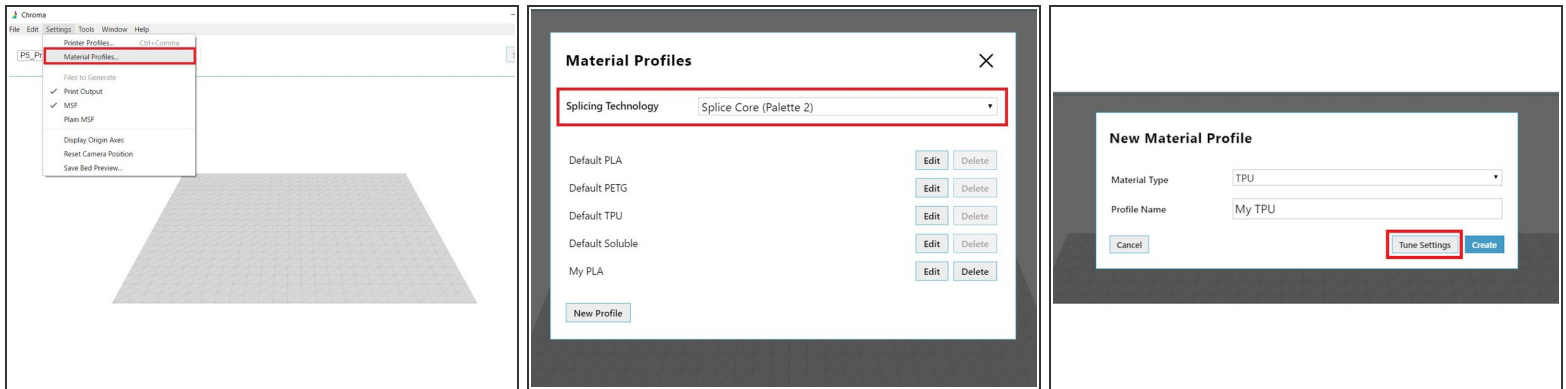 Chroma
File Edit Settings Tools Window Help
Printer Profiles... Ctrl+Comma
P5_Pr
Material Profiles...
Files to Generate
✓ Print Output
✓ MSF
Plain MSF
Display Origin Axes
Reset Camera Position
Save Bed Preview...
Material Profiles
Splicing Technology Splice Core (Palette 2)
Default PLA Edit Delete
Default PETG Edit Delete
Default TPU Edit Delete
Default Soluble Edit Delete
My PLA Edit Delete
New Profile
New Material Profile
Material Type TPU
Profile Name My TPU
Cancel Tune Settings Create